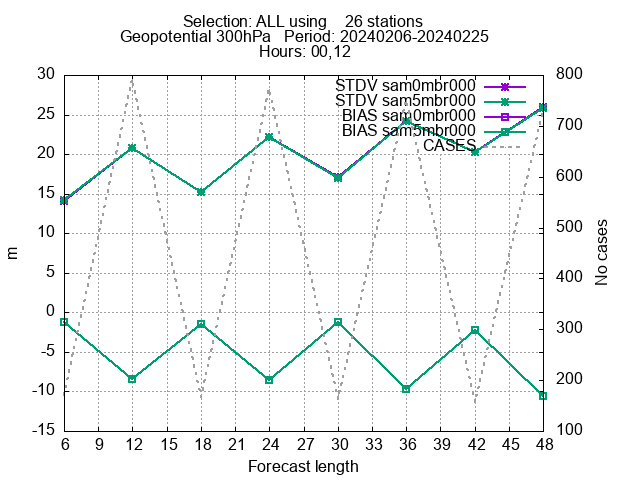 Selection: ALL using 26 stations
Geopotential 300hPa Period: 20240206-20240225
Hours: 00,12
STDV sam0mbr000
STDV sam5mbr000
BIAS sam0mbr000
BIAS sam5mbr000
CASES
30
25
20
15
10
5
0
-5
-10
-15
m
800
700
600
500
400
300
200
100
No cases
6 9 12 15 18 21 24 27 30 33 36 39 42 45 48
Forecast length